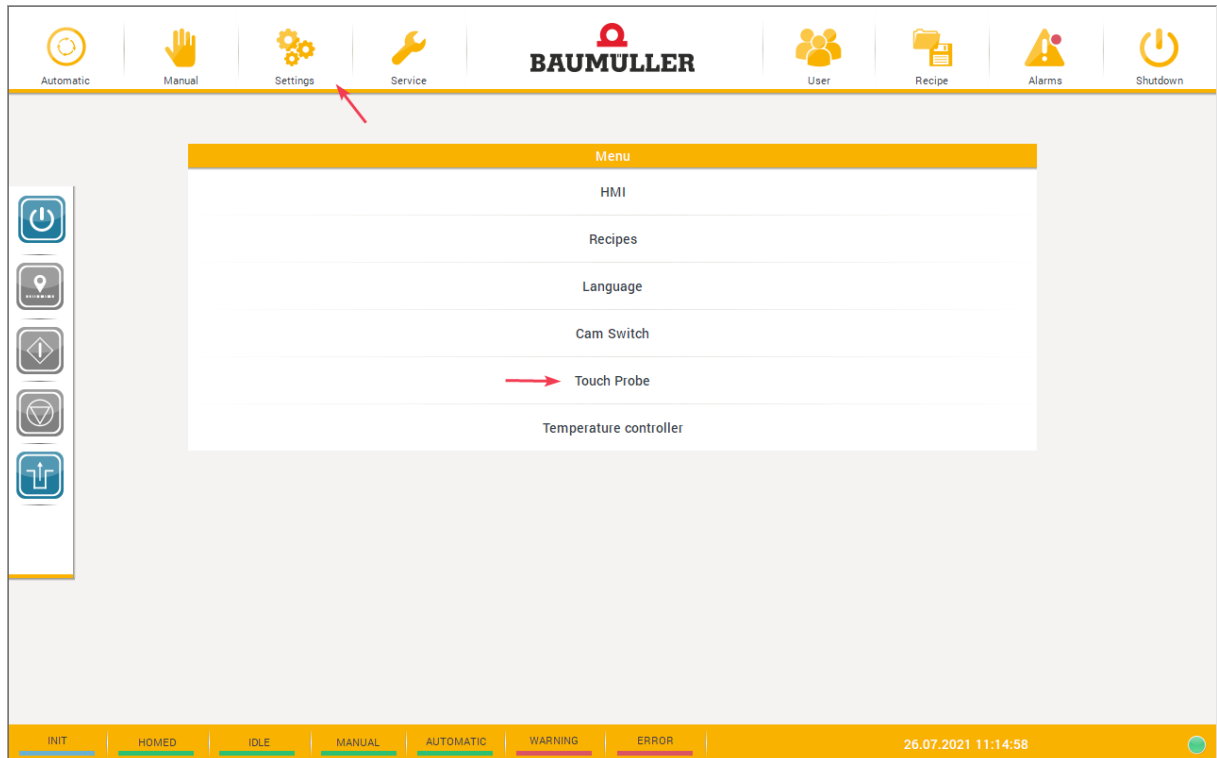 Automatic
Manual
Settings
Service
BAUMÜLLER
User
Recipe
Alarms
Shutdown
Menu
HMI
Recipes
Language
Cam Switch
Touch Probe
Temperature controller
INIT
HOMED
IDLE
MANUAL
AUTOMATIC
WARNING
ERROR
26.07.2021 11:14:58